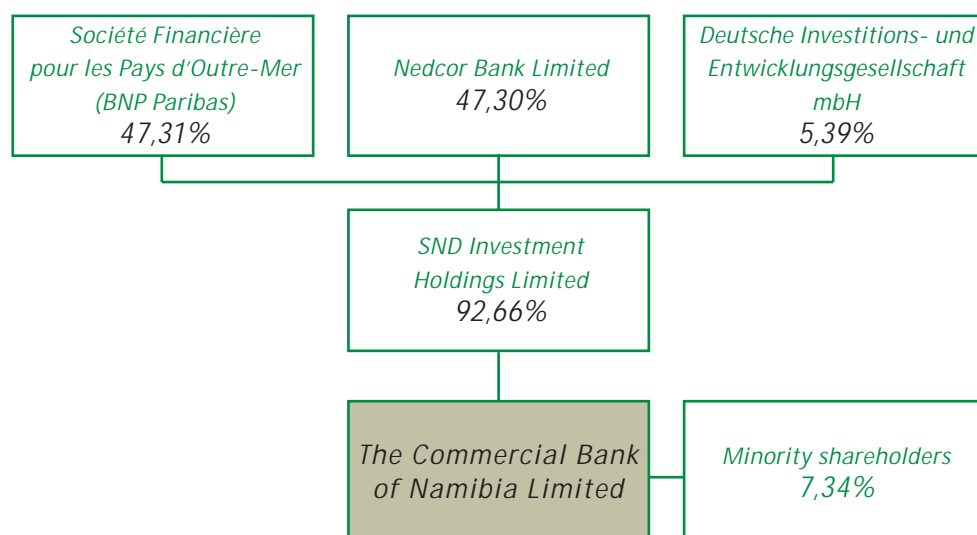 Société Financière
pour les Pays d'Outre-Mer
(BNP Paribas)
47,31%
Nedcor Bank Limited
47,30%
Deutsche Investitions- und
Entwicklungsgesellschaft
mbH
5,39%
SND Investment
Holdings Limited
92,66%
The Commercial Bank
of Namibia Limited
Minority shareholders
7,34%